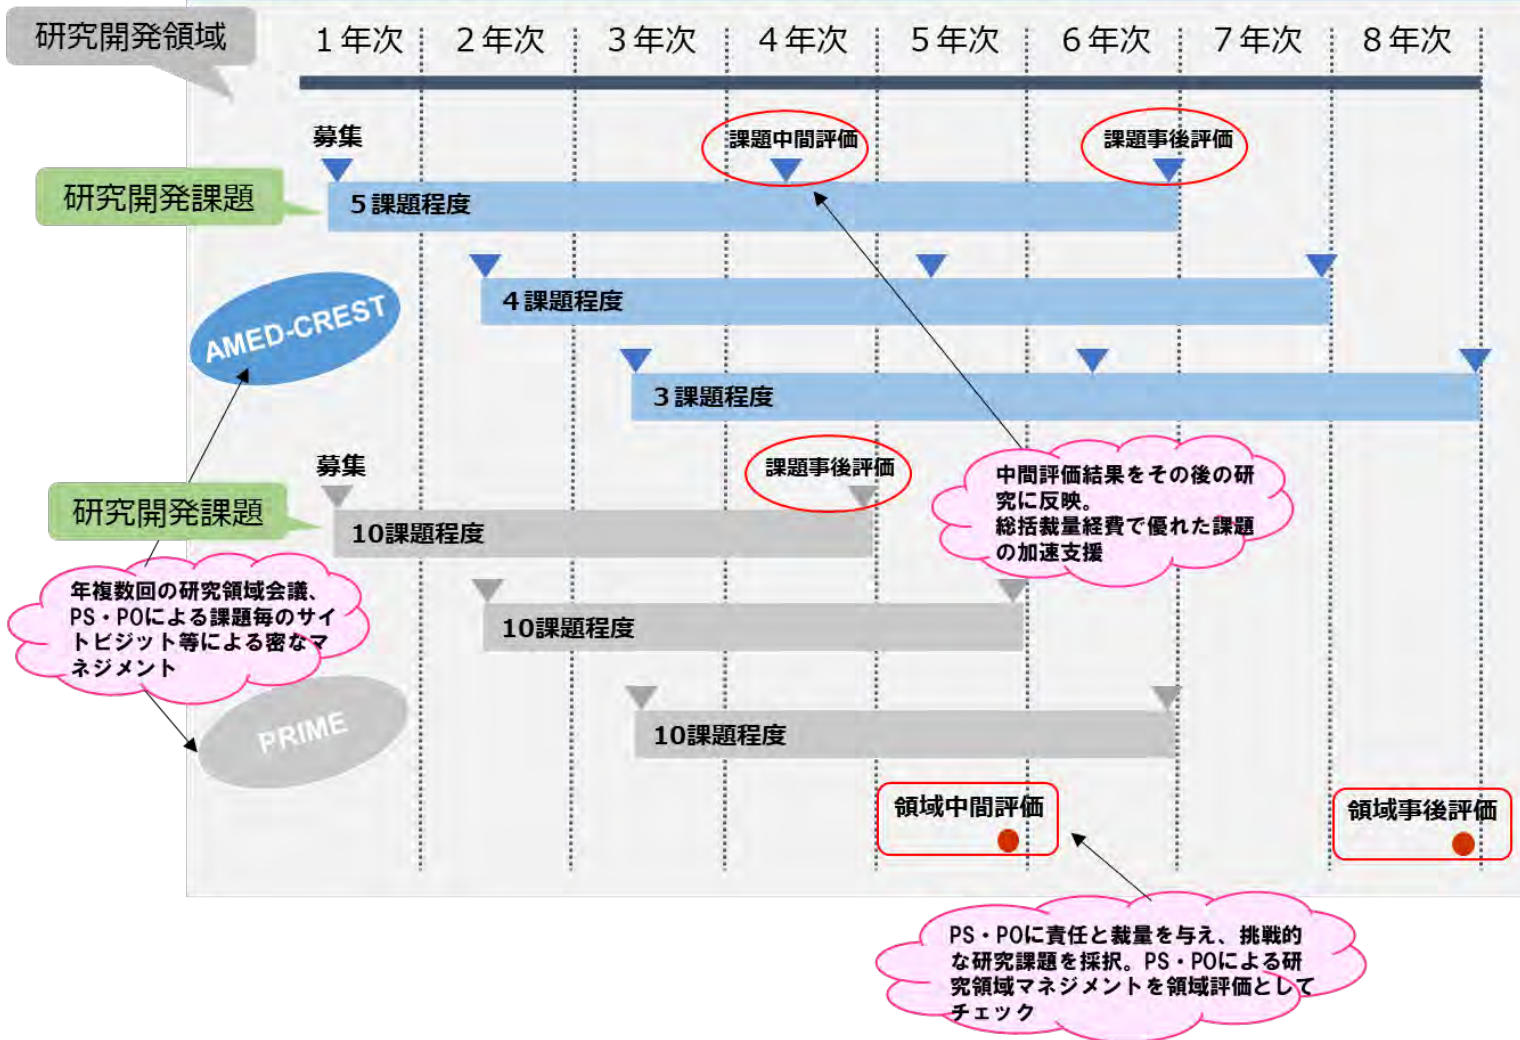 研究開発領域
1年次
2年次
3年次
4年次
5年次
6年次
7年次
8年次
募集
課題中間評価
課題事後評価
研究開発課題
5課題程度
4課題程度
AMED-CREST
3課題程度
募集
課題事後評価
研究開発課題
10課題程度
中間評価結果をその後の研
究に反映。
総括裁量経費で優れた課題
の加速支援
年複数回の研究領域会議、
PS・POによる課題毎のサイ
トビジット等による密なマ
ネジメント
10課題程度
PRIME
10課題程度
領域中間評価
領域事後評価
PS・POに責任と裁量を与え、挑戦的
な研究課題を採択。PS・POによる研
究領域マネジメントを領域評価として
チェック